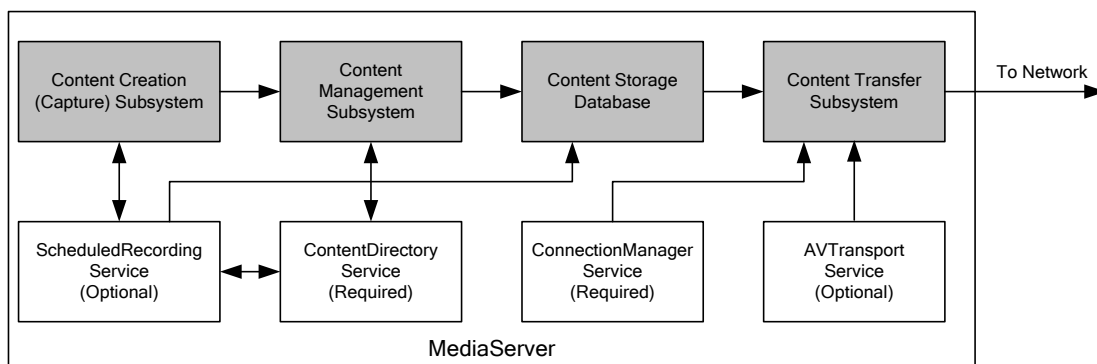 Content Creation
(Capture) Subsystem
Content
Management
Subsystem
Content Storage
Database
Content Transfer
Subsystem
To Network
ScheduledRecording
Service
(Optional)
ContentDirectory
Service
(Required)
ConnectionManager
Service
(Required)
AVTransport
Service
(Optional)
MediaServer